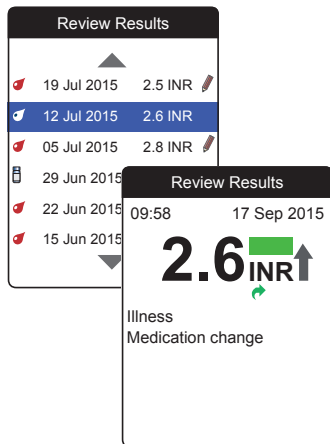 Review Results
19 Jul 2015 2.5 INR
12 Jul 2015 2.6 INR
05 Jul 2015 2.8 INR
29 Jun 2015
22 Jun 2015
15 Jun 2015
Review Results
09:58 17 Sep 2015
2.6 INR
Illness
Medication change